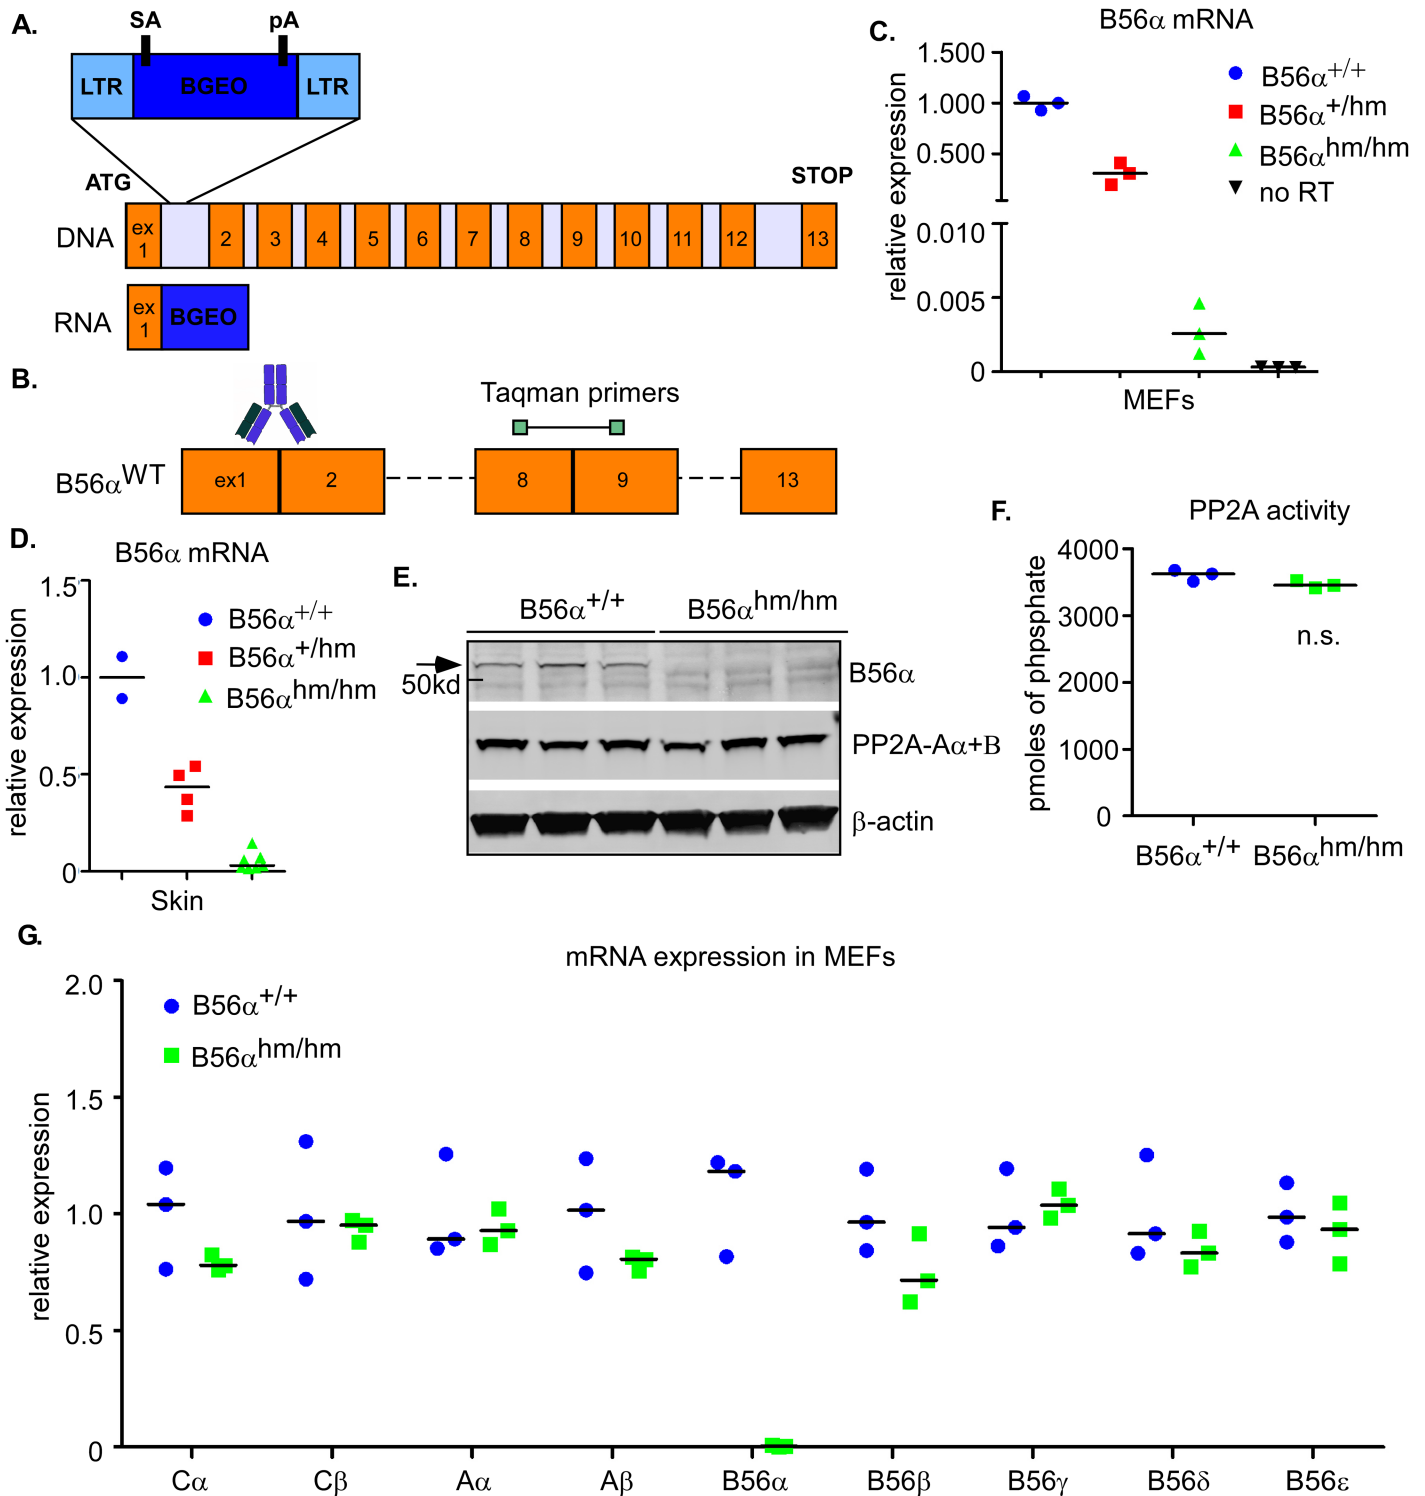 A.
SA
pA
LTR
BGEO
LTR
ATG
STOP
DNA
ex
1
2
3
4
5
6
7
8
9
10
11
12
13
RNA
ex
1
BGEO
B.
Taqman primers
B56αWT
ex1
2
8
9
13
C.
B56α mRNA
relative expression
relative expression
1.500
1.000
0.500
0.010
0.005
0
B56α+/+
B56α+/hm
B56αhm/hm
no RT
MEFs
D.
B56α mRNA
relative expression
1.5
1.0
0.5
0
B56α+/+
B56α+/hm
B56αhm/hm
Skin
E.
B56α+/+
B56αhm/hm
50kd
B56α
PP2A-Aα+B
β-actin
F.
PP2A activity
pmoles of phpsphate
4000
3000
2000
1000
0
n.s.
B56α+/+
B56αhm/hm
G.
mRNA expression in MEFs
relative expression
2.0
1.5
1.0
0.5
0
B56α+/+
B56αhm/hm
Cα
Cβ
Aα
Aβ
B56α
B56β
B56γ
B56δ
B56ε